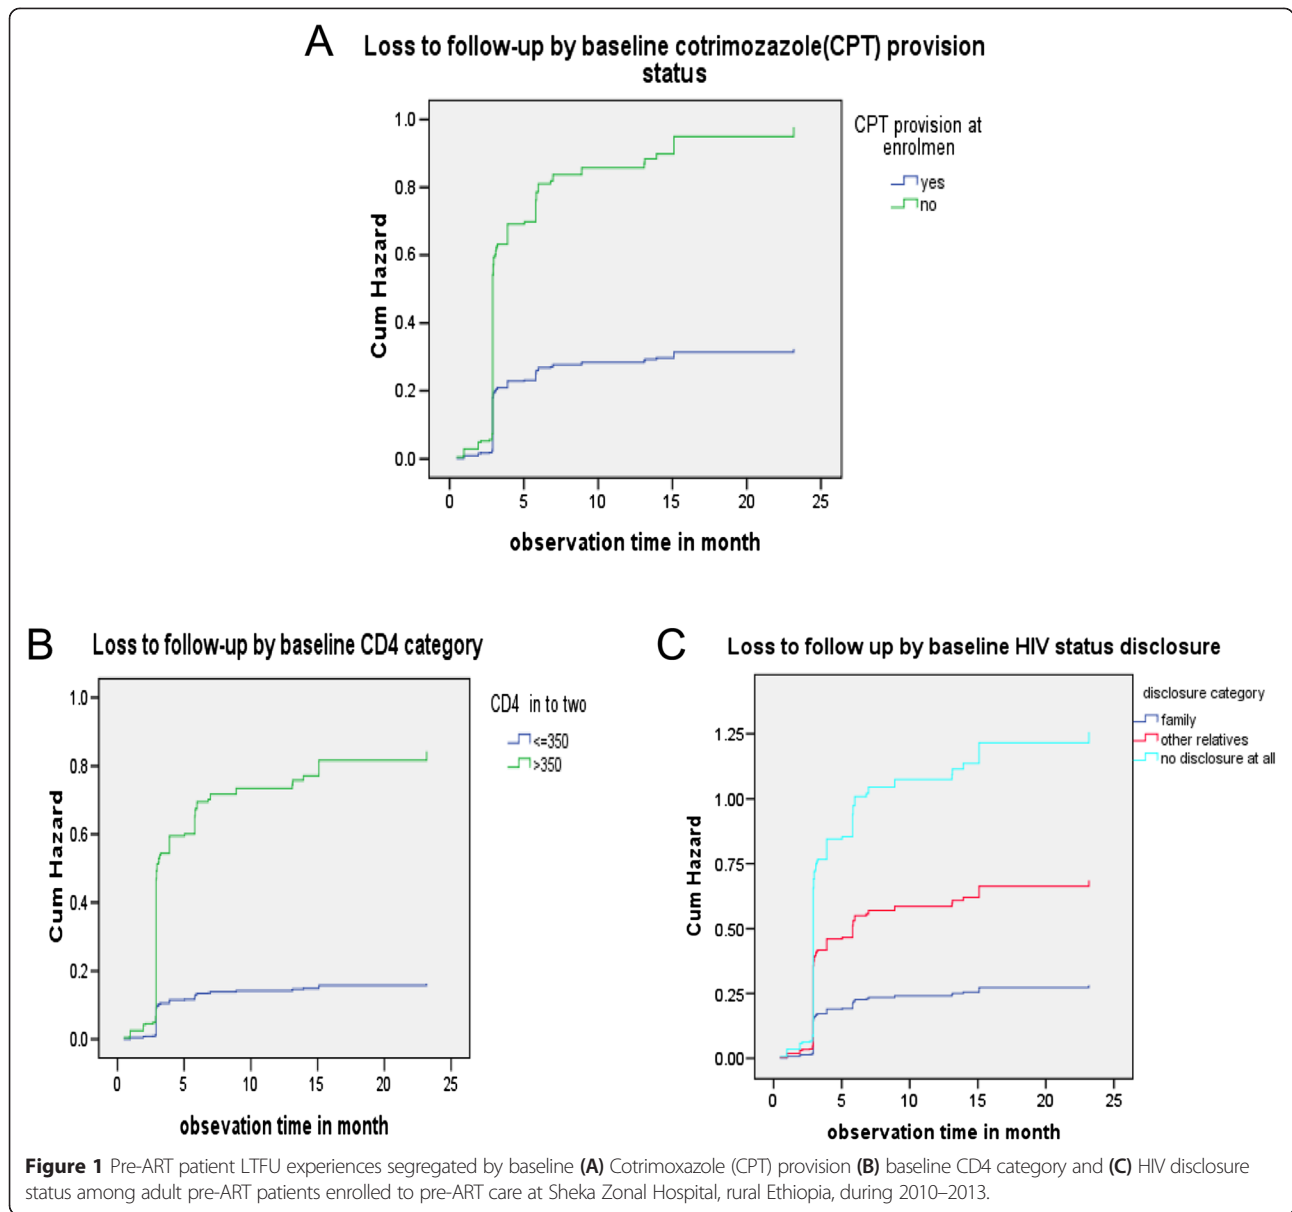 A
Loss to follow-up by baseline cotrimozazole(CPT) provision
status
CPT provision at
enrolmen
yes
no
1.0
0.8
0.6
0.4
0.2
0.0
Cum Hazard
0 5 10 15 20 25
observation time in month
B
Loss to follow-up by baseline CD4 category
CD4 in to two
<=350
>350
1.0
0.8
0.6
0.4
0.2
0.0
Cum Hazard
0 5 10 15 20 25
obsevation time in month
C
Loss to follow up by baseline HIV status disclosure
disclosure category
family
other relatives
no disclosure at all
1.25
1.00
0.75
0.50
0.25
0.00
Cum Hazard
0 5 10 15 20 25
observation time in month
Figure 1 Pre-ART patient LTFU experiences segregated by baseline (A) Cotrimoxazole (CPT) provision (B) baseline CD4 category and (C) HIV disclosure
status among adult pre-ART patients enrolled to pre-ART care at Sheka Zonal Hospital, rural Ethiopia, during 2010–2013.